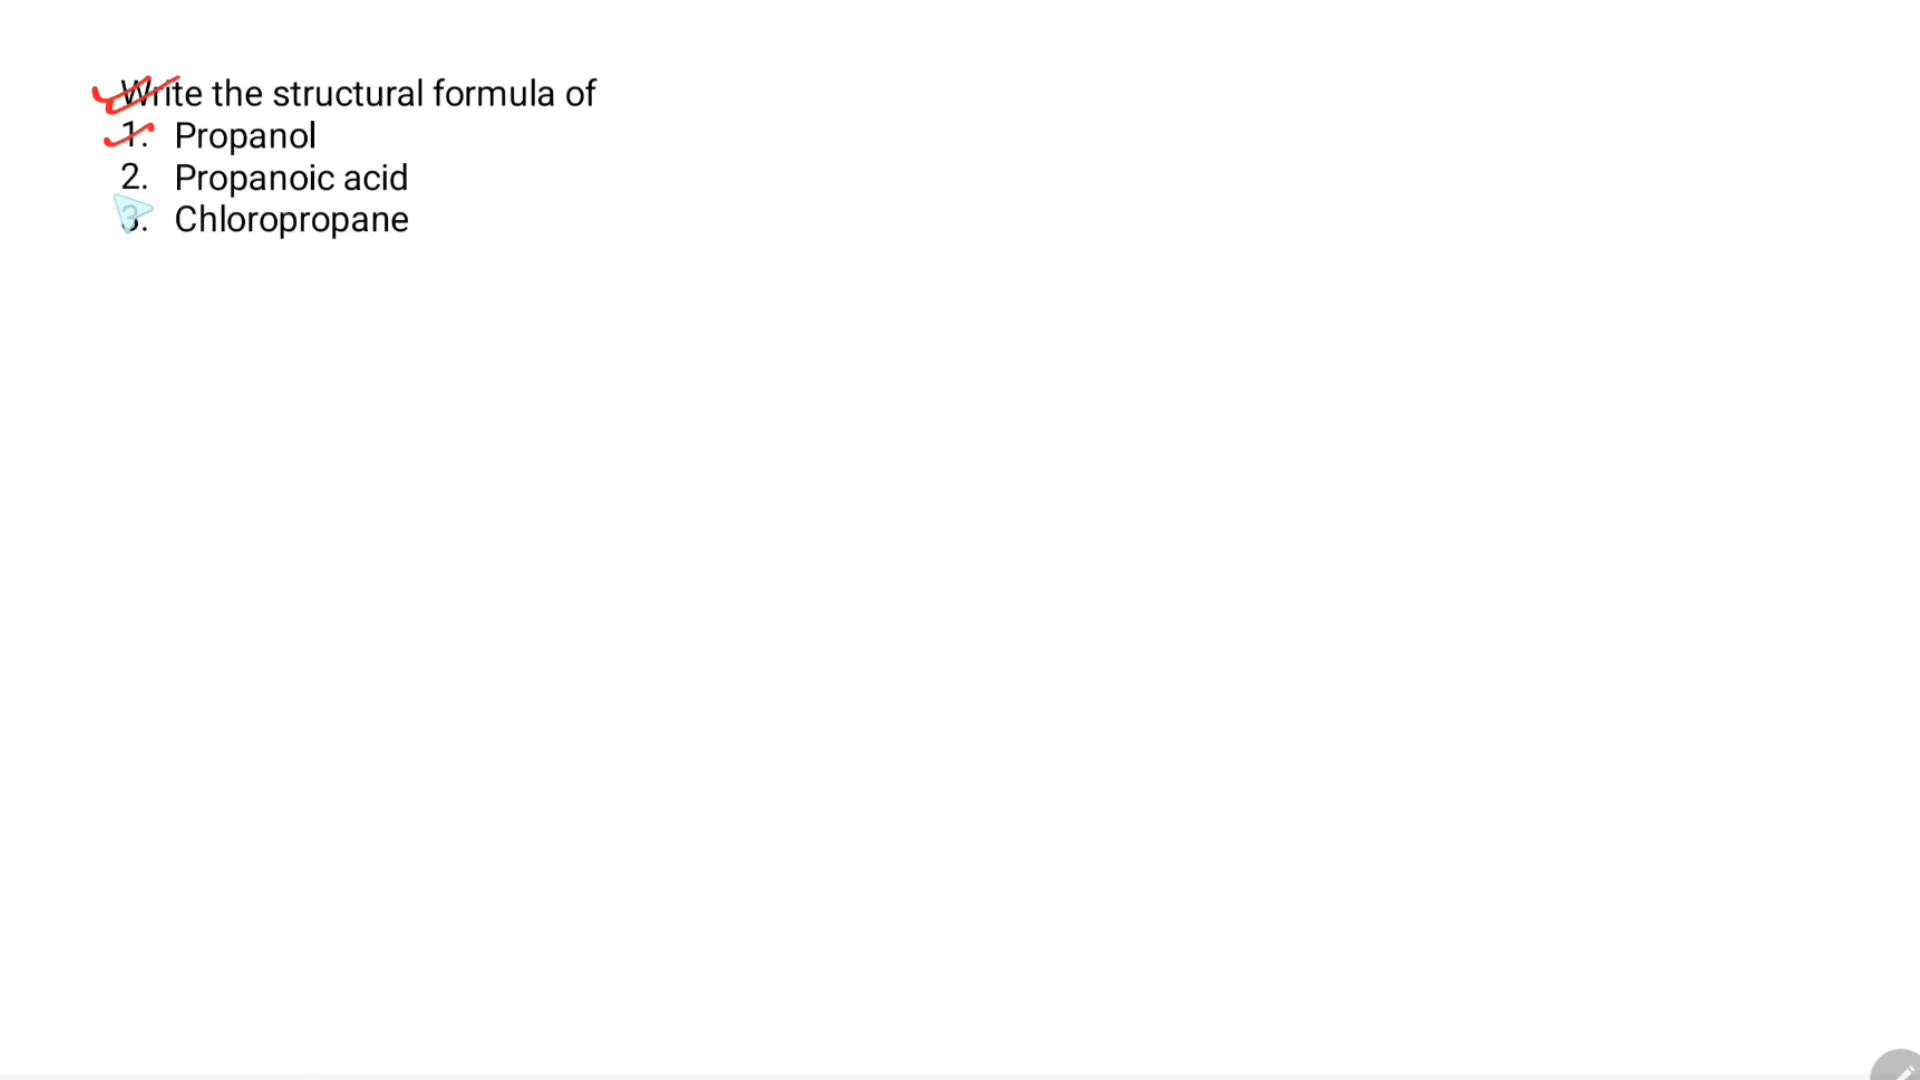 Write the structural formula of
1. Propanol
2. Propanoic acid
3. Chloropropane